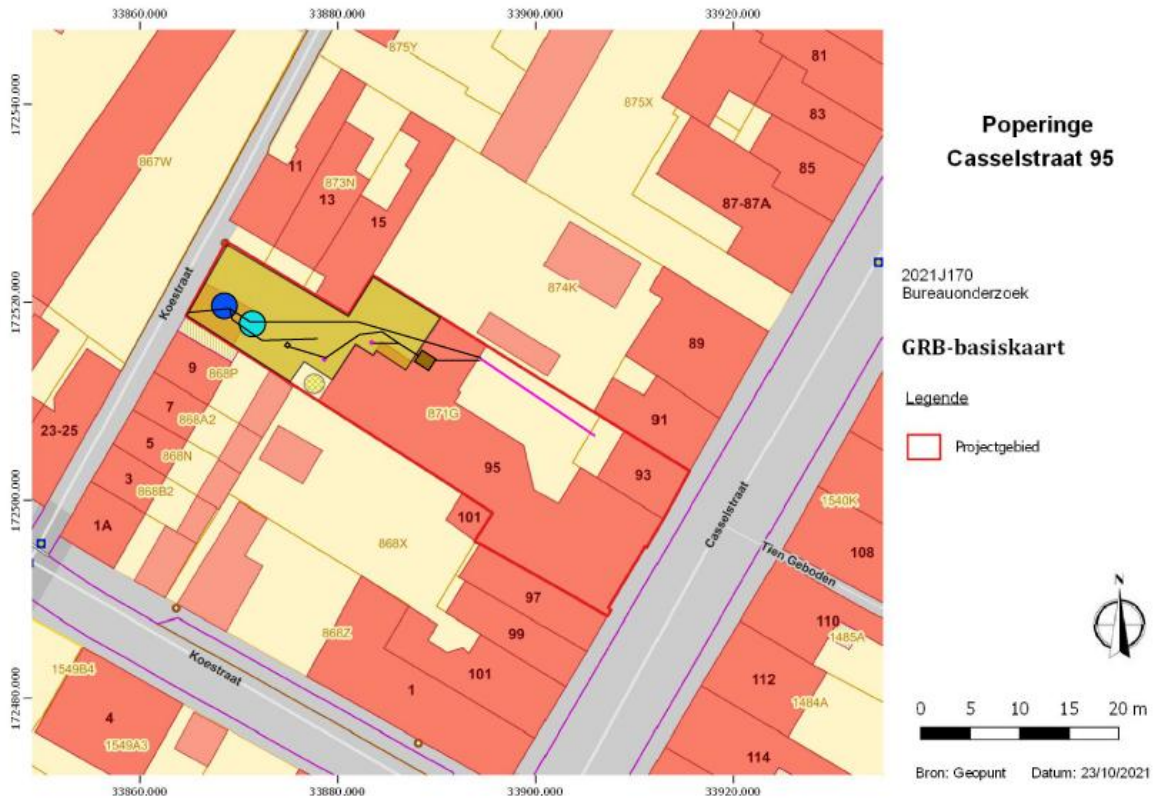 33860.000
33880.000
33900.000
33920.000
172540.000
172520.000
172500.000
172480.000
875Y
81
83
85
875X
87-87A
867W
11
873N
13
15
Koestraat
874K
89
91
93
9
868P
7
868A2
5
868N
3
868B2
1A
23-25
871G
95
101
868X
Casselstraat
1540K
108
Tien Geboden
97
99
101
868Z
1
110
1485A
112
1484A
114
Koestraat
1549B4
4
1549A3
33860.000
33880.000
33900.000
33920.000
Poperinge
Casselstraat 95
2021J170
Bureauonderzoek
GRB-basiskaart
Legende
Projectgebied
N
0 5 10 15 20 m
Bron: Geopunt Datum: 23/10/2021